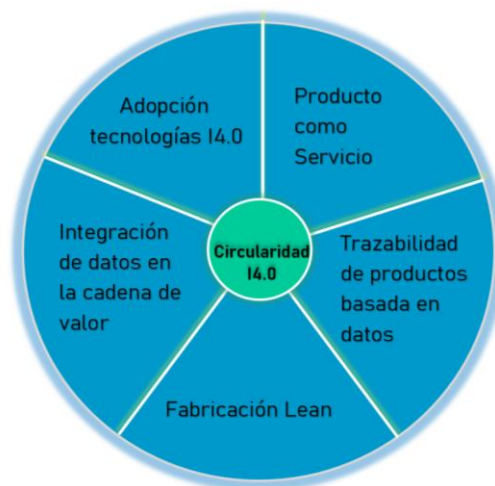 Adopción
tecnologías I4.0
Producto
como
Servicio
Integración
de datos en
la cadena de
valor
Circularidad
I4.0
Trazabilidad
de productos
basada en
datos
Fabricación Lean